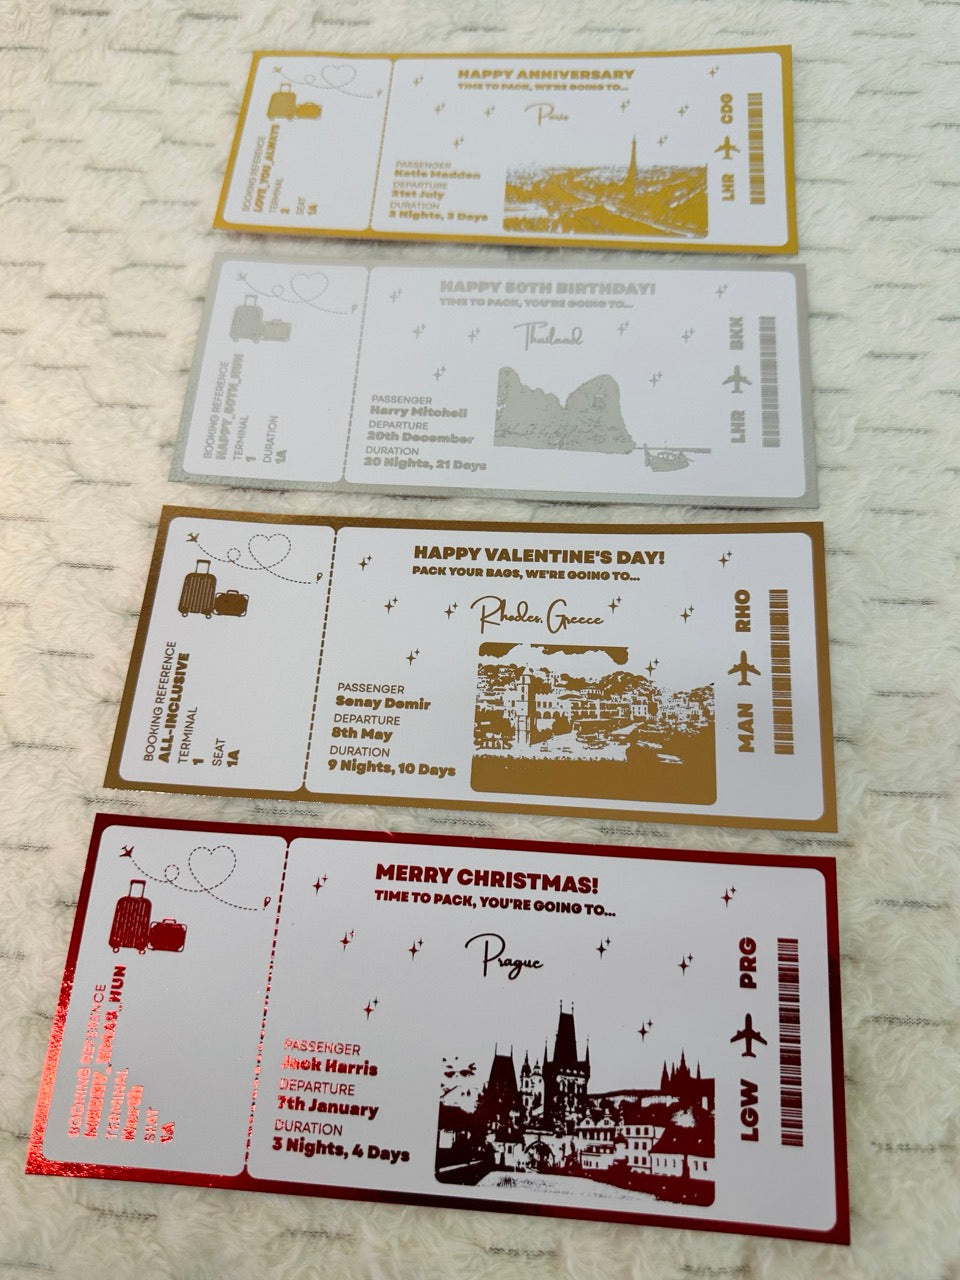 BOOKING REFERENCE
LOVE_YOU_ALWAYS
TERMINAL
2
SEAT
1A
HAPPY ANNIVERSARY
TIME TO PACK, WE'RE GOING TO...
Paris
PASSENGER
Katie Madden
DEPARTURE
21st July
DURATION
2 Nights, 3 Days
LHR CDG
BOOKING REFERENCE
HAPPY_50TH_HUN
TERMINAL
1
DURATION
1A
HAPPY 50TH BIRTHDAY!
TIME TO PACK, YOU'RE GOING TO...
Thailand
PASSENGER
Harry Mitchell
DEPARTURE
20th December
DURATION
20 Nights, 21 Days
LHR BKK
BOOKING REFERENCE
ALL-INCLUSIVE
TERMINAL
1
SEAT
1A
HAPPY VALENTINE'S DAY!
PACK YOUR BAGS, WE'RE GOING TO...
Rhodes, Greece
PASSENGER
Senay Demir
DEPARTURE
8th May
DURATION
9 Nights, 10 Days
MAN RHO
BOOKING REFERENCE
MERRY_XMAS_HUN
TERMINAL
North
SEAT
1A
MERRY CHRISTMAS!
TIME TO PACK, YOU'RE GOING TO...
Prague
PASSENGER
Jack Harris
DEPARTURE
7th January
DURATION
3 Nights, 4 Days
LGW PRG